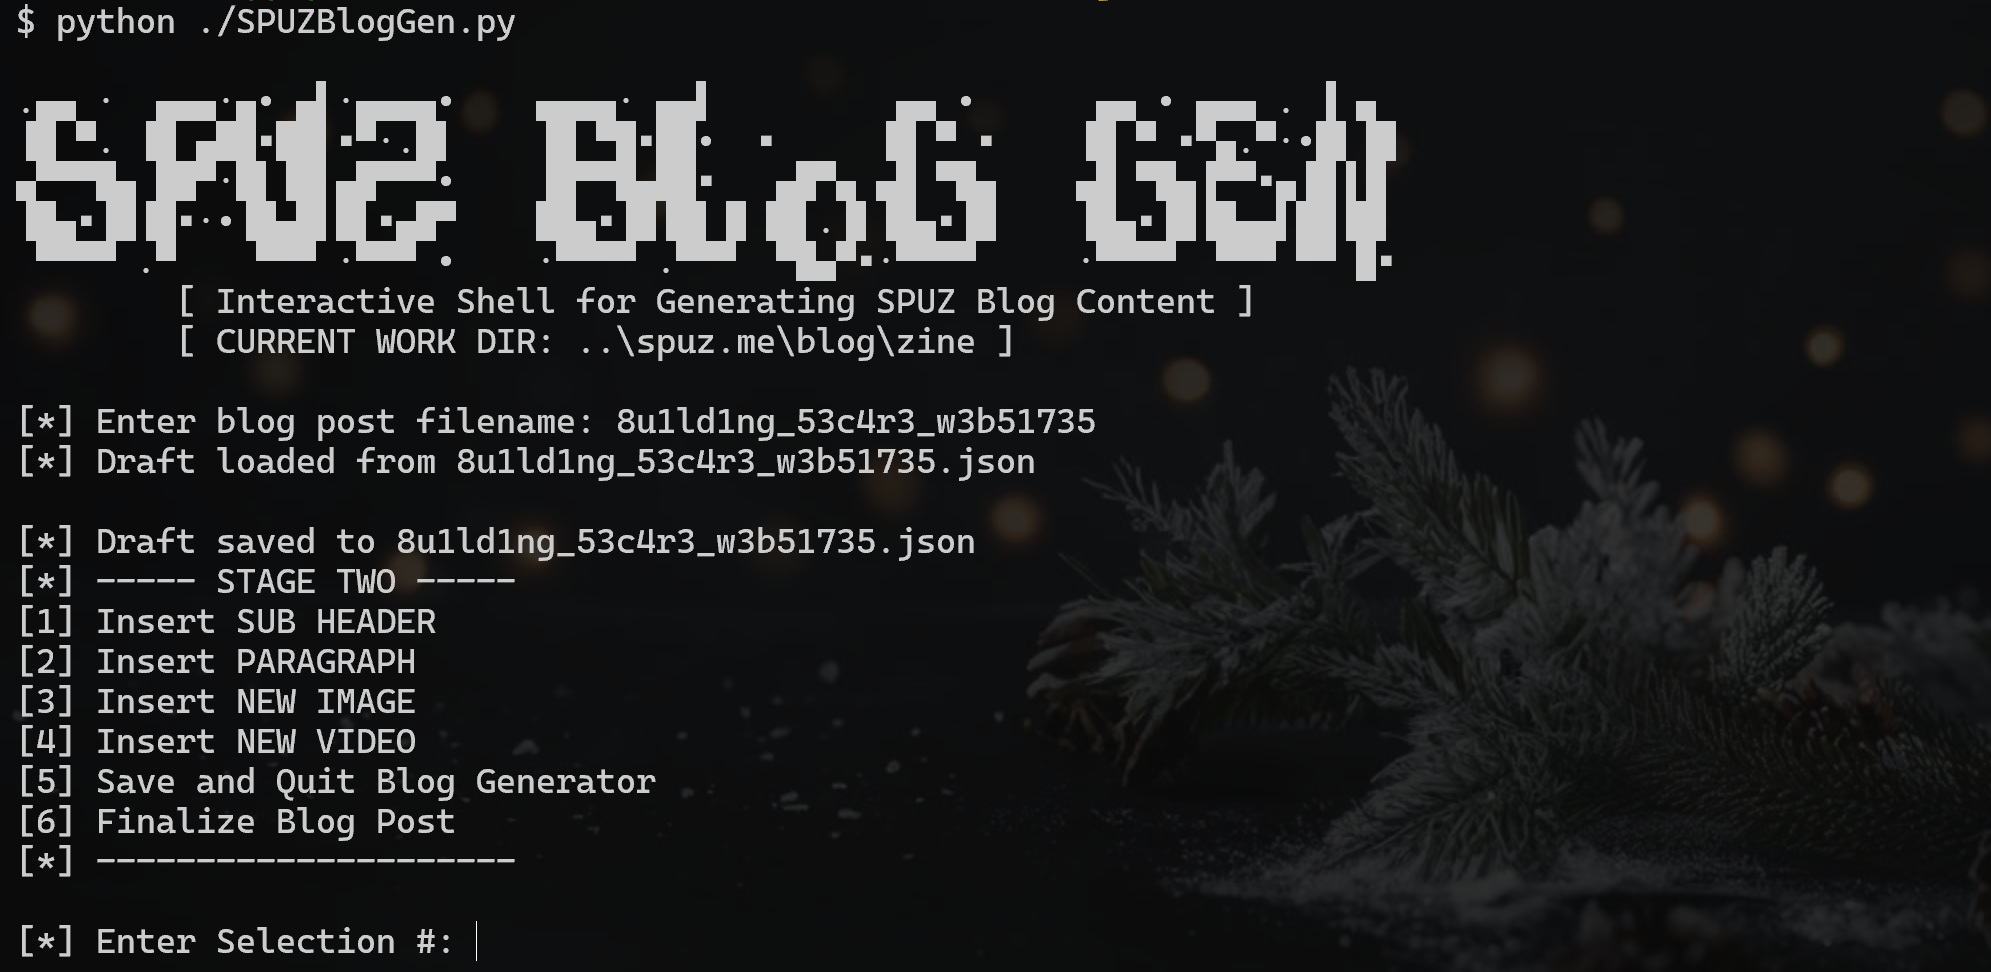 $ python ./SPUZBlogGen.py
SPUZ BLoG GEN
[ Interactive Shell for Generating SPUZ Blog Content ]
[ CURRENT WORK DIR: ..\spuz.me\blog\zine ]
[*] Enter blog post filename: 8u1ld1ng_53c4r3_w3b51735
[*] Draft loaded from 8u1ld1ng_53c4r3_w3b51735.json
[*] Draft saved to 8u1ld1ng_53c4r3_w3b51735.json
[*] ----- STAGE TWO -----
[1] Insert SUB HEADER
[2] Insert PARAGRAPH
[3] Insert NEW IMAGE
[4] Insert NEW VIDEO
[5] Save and Quit Blog Generator
[6] Finalize Blog Post
[*] ---------------------
[*] Enter Selection #: